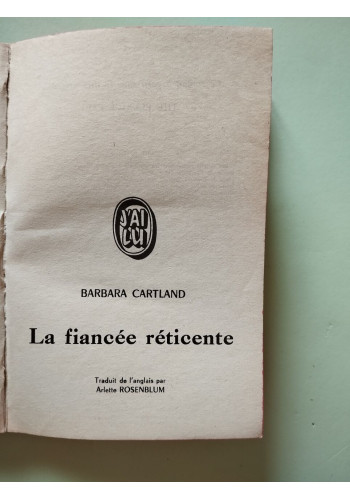 J'AI
LU
BARBARA CARTLAND
La fiancée réticente
Traduit de l'anglais par
Arlette ROSENBLUM